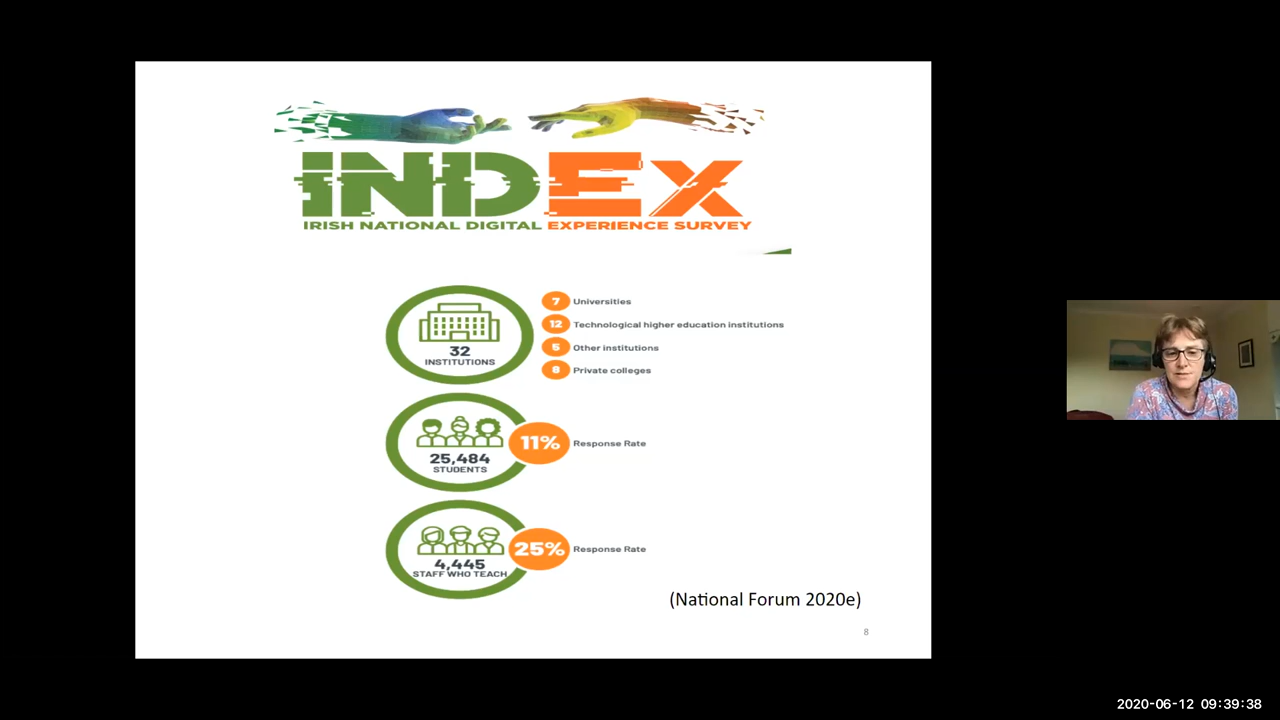 INDEX
IRISH NATIONAL DIGITAL EXPERIENCE SURVEY
32
INSTITUTIONS
7 Universities
12 Technological higher education institutions
5 Other institutions
8 Private colleges
25,484
STUDENTS
11% Response Rate
4,445
STAFF WHO TEACH
25% Response Rate
(National Forum 2020e)
8
2020-06-12 09:39:38